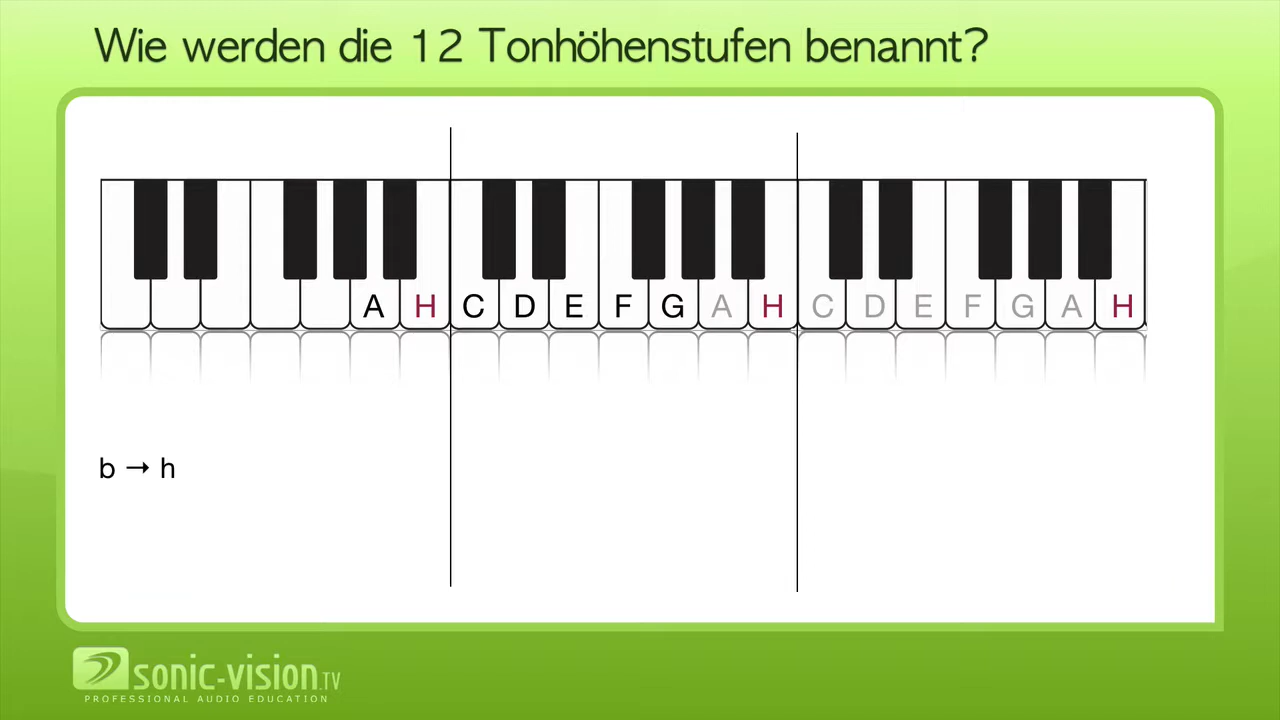 Wie werden die 12 Tonhöhenstufen benannt?
A H C D E F G A H C D E F G A H
b → h
sonic-vision.TV
PROFESSIONAL AUDIO EDUCATION